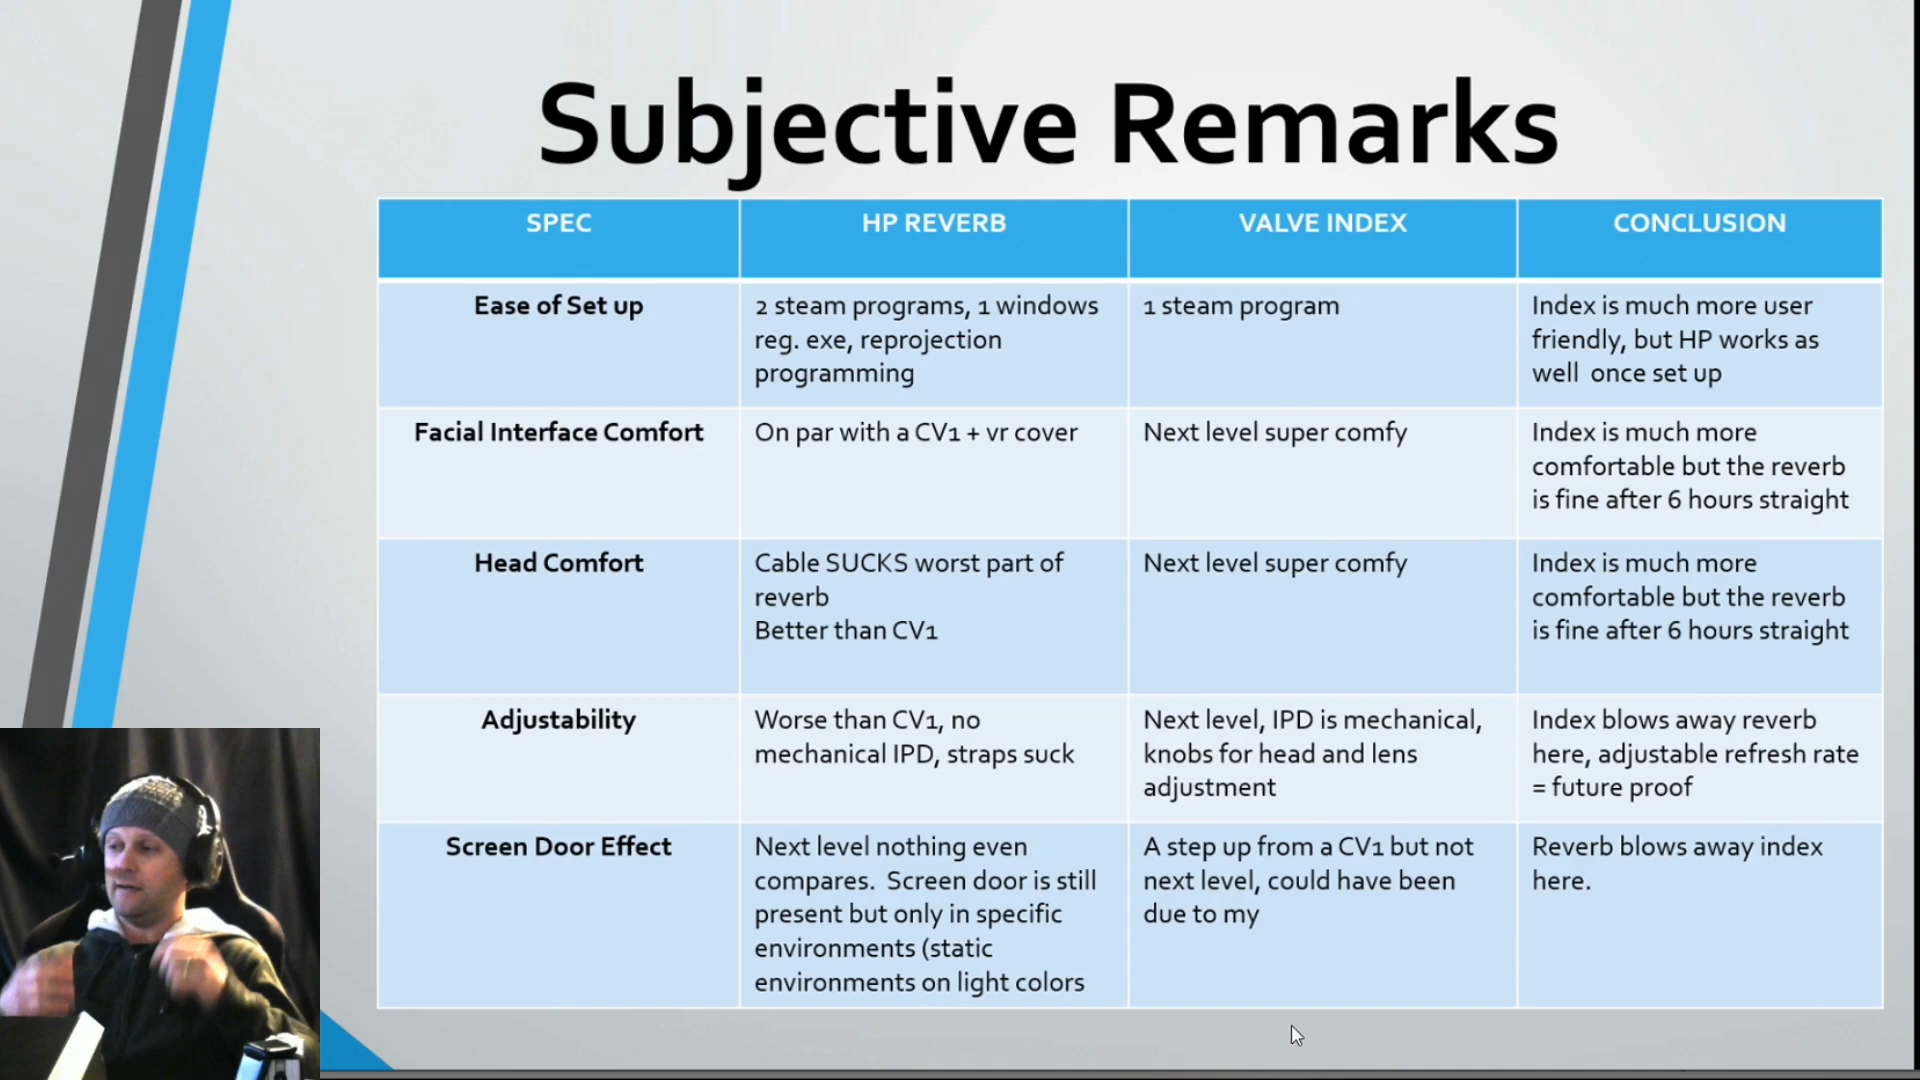 Subjective Remarks
SPEC
HP REVERB
VALVE INDEX
CONCLUSION
Ease of Set up
2 steam programs, 1 windows
reg. exe, reprojection
programming
1 steam program
Index is much more user
friendly, but HP works as
well once set up
Facial Interface Comfort
On par with a CV1 + vr cover
Next level super comfy
Index is much more
comfortable but the reverb
is fine after 6 hours straight
Head Comfort
Cable SUCKS worst part of
reverb
Better than CV1
Next level super comfy
Index is much more
comfortable but the reverb
is fine after 6 hours straight
Adjustability
Worse than CV1, no
mechanical IPD, straps suck
Next level, IPD is mechanical,
knobs for head and lens
adjustment
Index blows away reverb
here, adjustable refresh rate
= future proof
Screen Door Effect
Next level nothing even
compares. Screen door is still
present but only in specific
environments (static
environments on light colors
A step up from a CV1 but not
next level, could have been
due to my
Reverb blows away index
here.